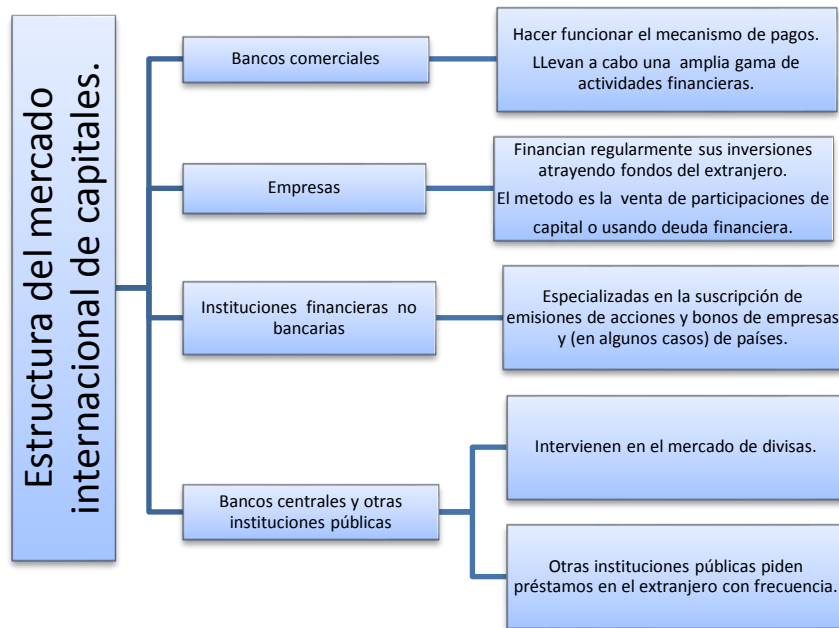 Estructura del mercado
internacional de capitales.
Bancos comerciales
Hacer funcionar el mecanismo de pagos.
LLevan a cabo una amplia gama de
actividades financieras.
Empresas
Financian regularmente sus inversiones
atrayendo fondos del extranjero.
El metodo es la venta de participaciones de
capital o usando deuda financiera.
Instituciones financieras no
bancarias
Especializadas en la suscripción de
emisiones de acciones y bonos de empresas
y (en algunos casos) de países.
Bancos centrales y otras
instituciones públicas
Intervienen en el mercado de divisas.
Otras instituciones públicas piden
préstamos en el extranjero con frecuencia.